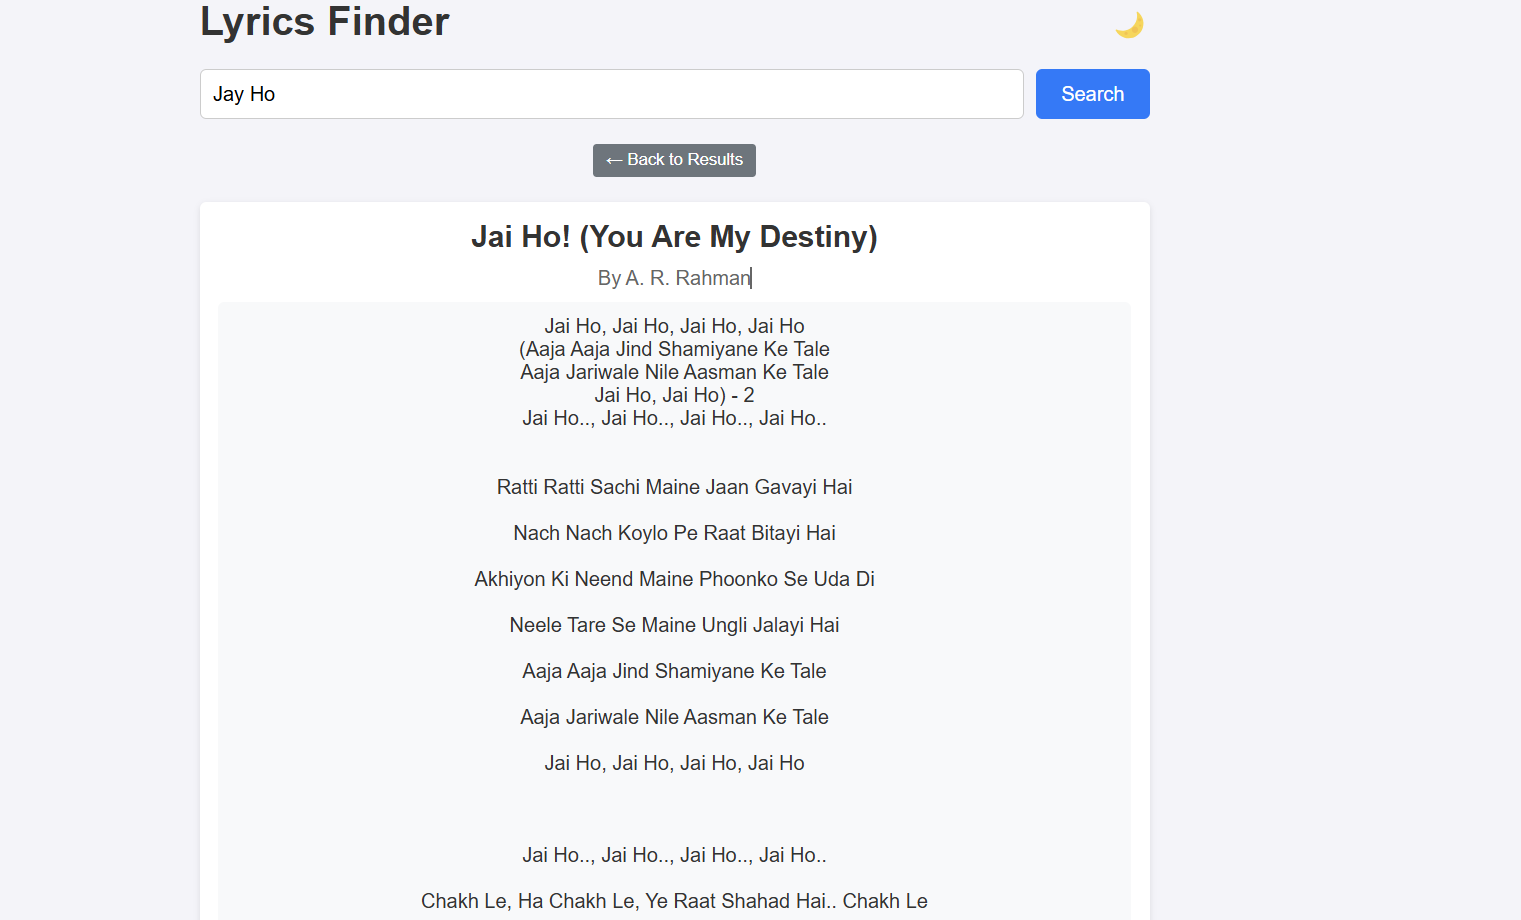 Lyrics Finder
Jay Ho
Search
← Back to Results
Jai Ho! (You Are My Destiny)
By A. R. Rahman
Jai Ho, Jai Ho, Jai Ho, Jai Ho
(Aaja Aaja Jind Shamiyane Ke Tale
Aaja Jariwale Nile Aasman Ke Tale
Jai Ho, Jai Ho) - 2
Jai Ho.., Jai Ho.., Jai Ho.., Jai Ho..
Ratti Ratti Sachi Maine Jaan Gavayi Hai
Nach Nach Koylo Pe Raat Bitayi Hai
Akhiyon Ki Neend Maine Phoonko Se Uda Di
Neele Tare Se Maine Ungli Jalayi Hai
Aaja Aaja Jind Shamiyane Ke Tale
Aaja Jariwale Nile Aasman Ke Tale
Jai Ho, Jai Ho, Jai Ho, Jai Ho
Jai Ho.., Jai Ho.., Jai Ho.., Jai Ho..
Chakh Le, Ha Chakh Le, Ye Raat Shahad Hai.. Chakh Le